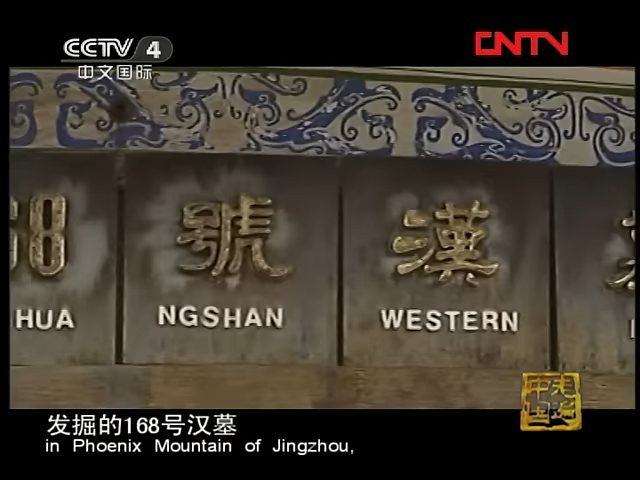 CCTV 4
中文国际
CNTN
68 號 漢
HUA NGSHAN WESTERN
走遍中国
发掘的168号汉墓
in Phoenix Mountain of Jingzhou,